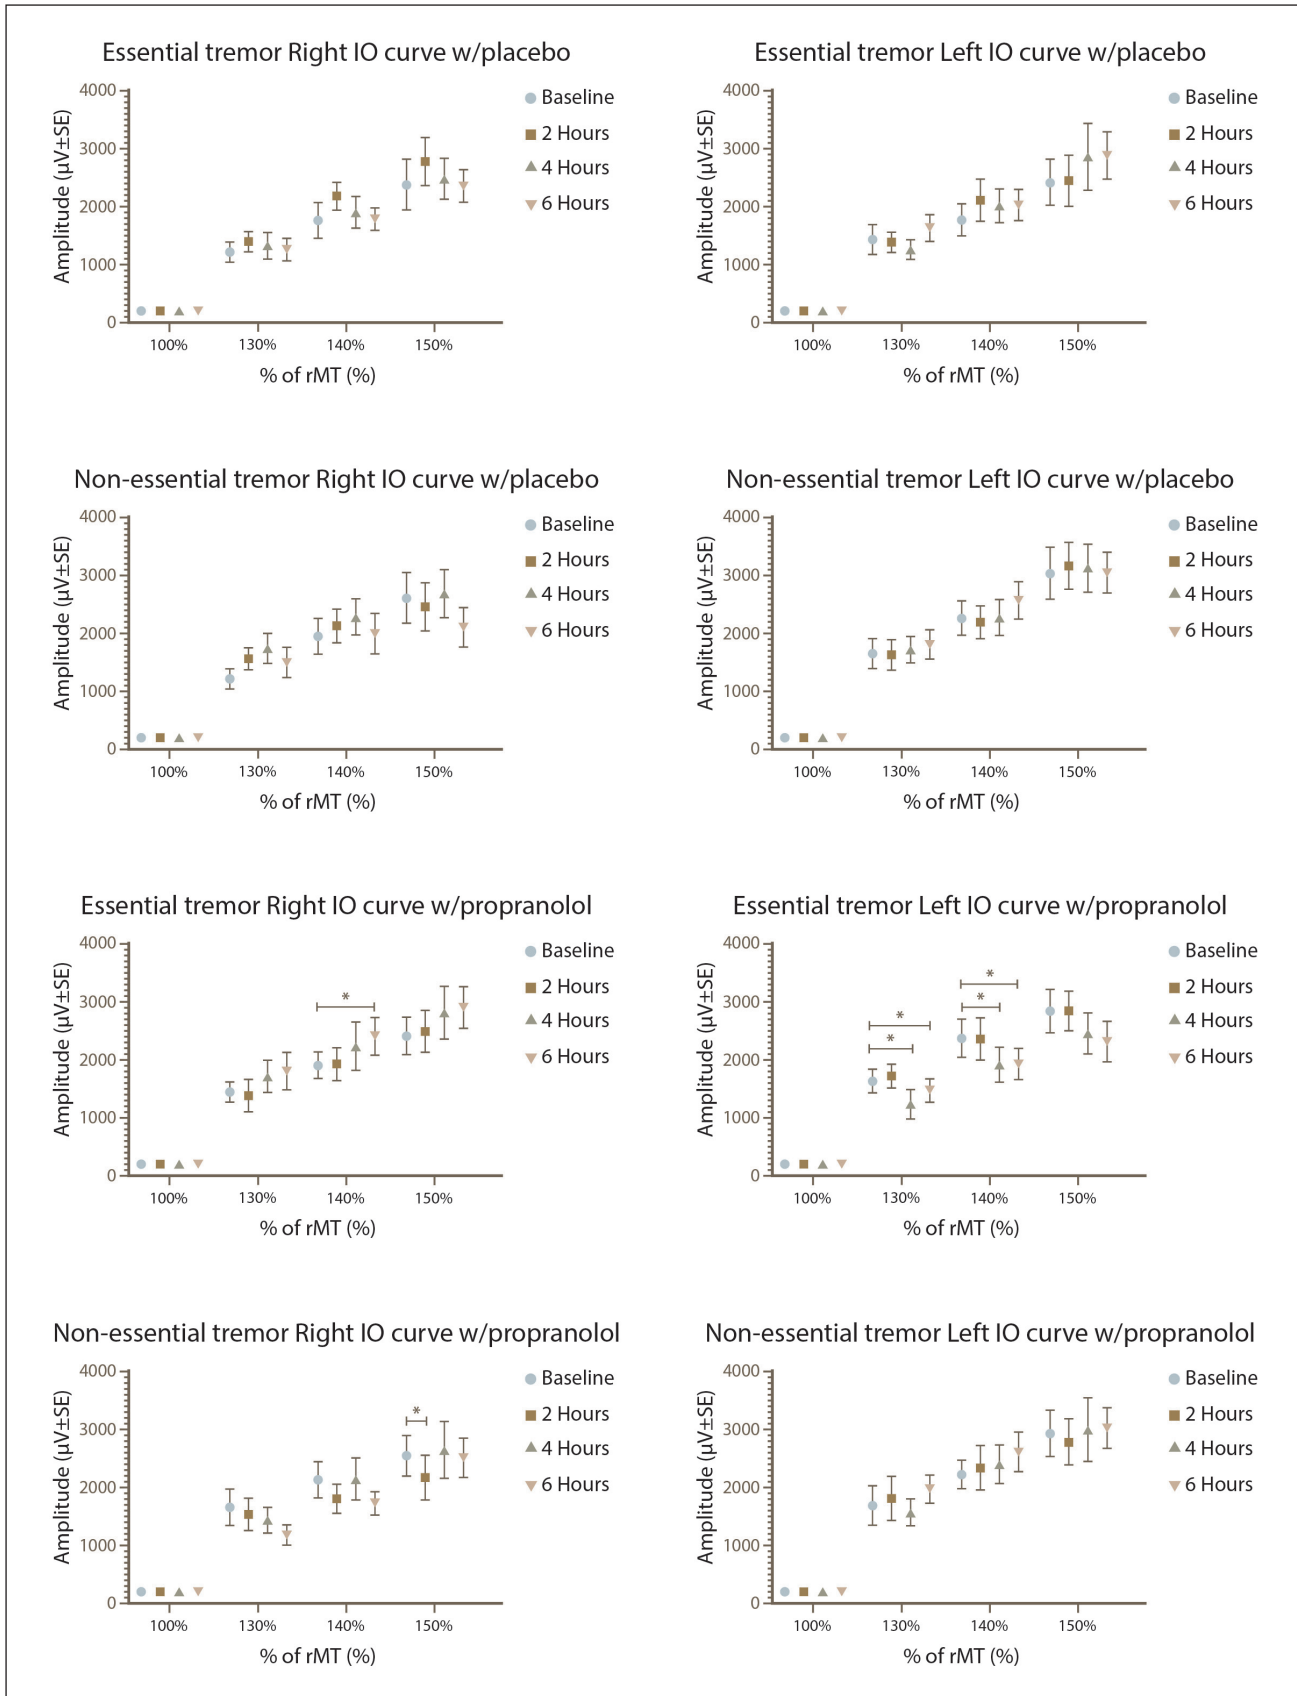 Essential tremor Right IO curve w/placebo
Amplitude (µV±SE)
4000
3000
2000
1000
0
100% 130% 140% 150%
% of rMT (%)
Baseline
2 Hours
4 Hours
6 Hours
Essential tremor Left IO curve w/placebo
Amplitude (µV±SE)
4000
3000
2000
1000
0
100% 130% 140% 150%
% of rMT (%)
Baseline
2 Hours
4 Hours
6 Hours
Non-essential tremor Right IO curve w/placebo
Amplitude (µV±SE)
4000
3000
2000
1000
0
100% 130% 140% 150%
% of rMT (%)
Baseline
2 Hours
4 Hours
6 Hours
Non-essential tremor Left IO curve w/placebo
Amplitude (µV±SE)
4000
3000
2000
1000
0
100% 130% 140% 150%
% of rMT (%)
Baseline
2 Hours
4 Hours
6 Hours
Essential tremor Right IO curve w/propranolol
Amplitude (µV±SE)
4000
3000
2000
1000
0
*
100% 130% 140% 150%
% of rMT (%)
Baseline
2 Hours
4 Hours
6 Hours
Essential tremor Left IO curve w/propranolol
Amplitude (µV±SE)
4000
3000
2000
1000
0
*
*
*
*
100% 130% 140% 150%
% of rMT (%)
Baseline
2 Hours
4 Hours
6 Hours
Non-essential tremor Right IO curve w/propranolol
Amplitude (µV±SE)
4000
3000
2000
1000
0
*
100% 130% 140% 150%
% of rMT (%)
Baseline
2 Hours
4 Hours
6 Hours
Non-essential tremor Left IO curve w/propranolol
Amplitude (µV±SE)
4000
3000
2000
1000
0
100% 130% 140% 150%
% of rMT (%)
Baseline
2 Hours
4 Hours
6 Hours